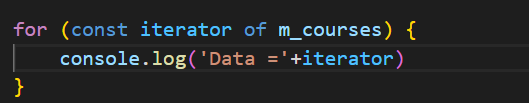 for (const iterator of m_courses) {
    console.log('Data ='+iterator)
}